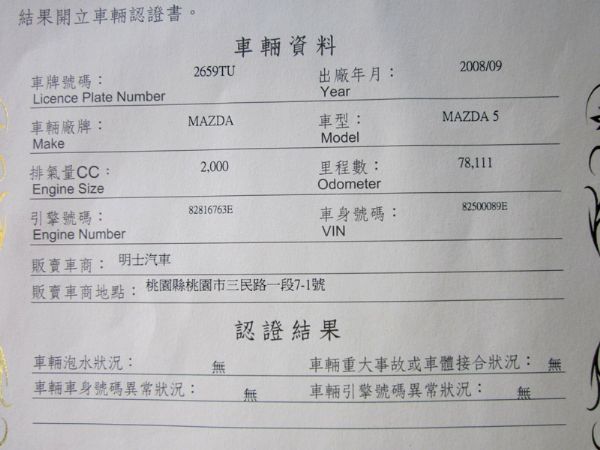 結果開立車輛認證書。
車輛資料
車牌號碼： 2659TU 出廠年月： 2008/09
Licence Plate Number Year
車輛廠牌： MAZDA 車型： MAZDA 5
Make Model
排氣量CC： 2,000 里程數： 78,111
Engine Size Odometer
引擎號碼： 82816763E 車身號碼： 82500089E
Engine Number VIN
販賣車商： 明士汽車
販賣車商地點： 桃園縣桃園市三民路一段7-1號
認證結果
車輛泡水狀況： 無 車輛重大事故或車體接合狀況： 無
車輛車身號碼異常狀況： 無 車輛引擎號碼異常狀況： 無